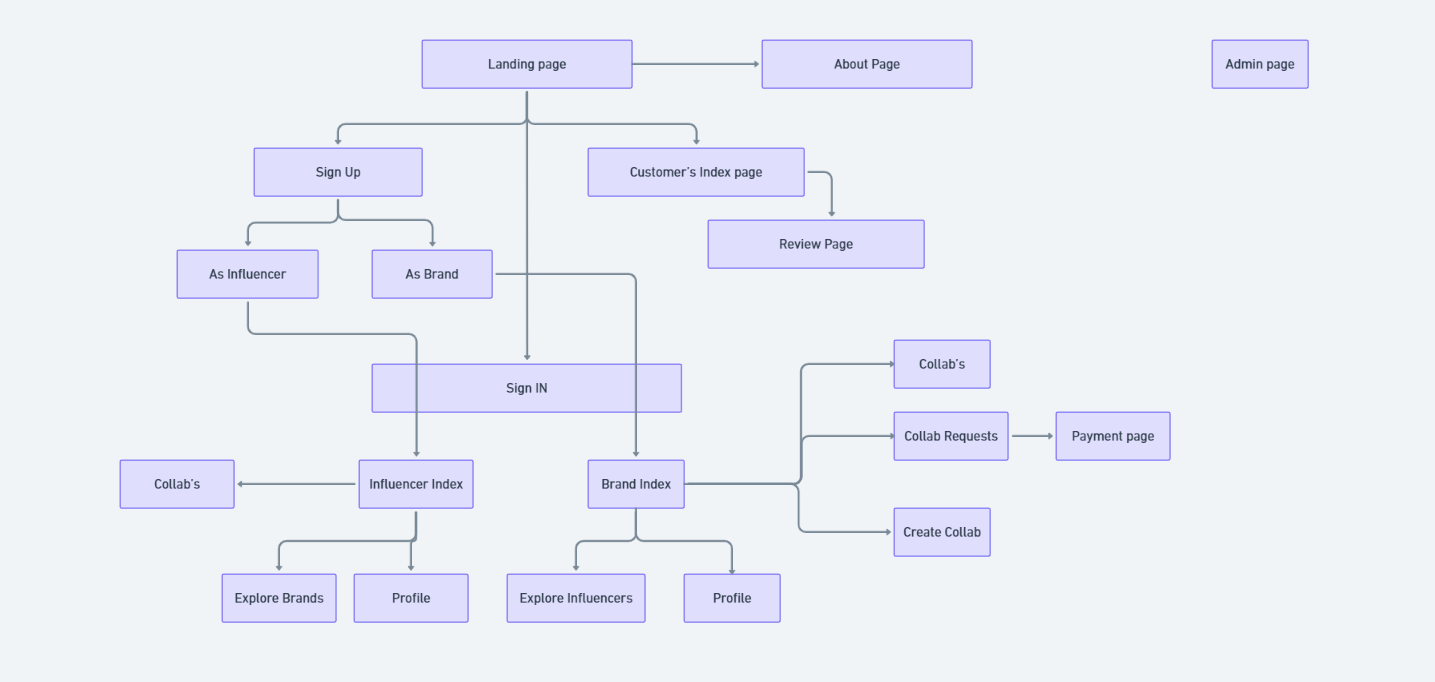 Landing page
About Page
Admin page
Sign Up
Customer's Index page
Review Page
As Influencer
As Brand
Collab's
Sign IN
Collab Requests
Payment page
Collab's
Influencer Index
Brand Index
Create Collab
Explore Brands
Profile
Explore Influencers
Profile